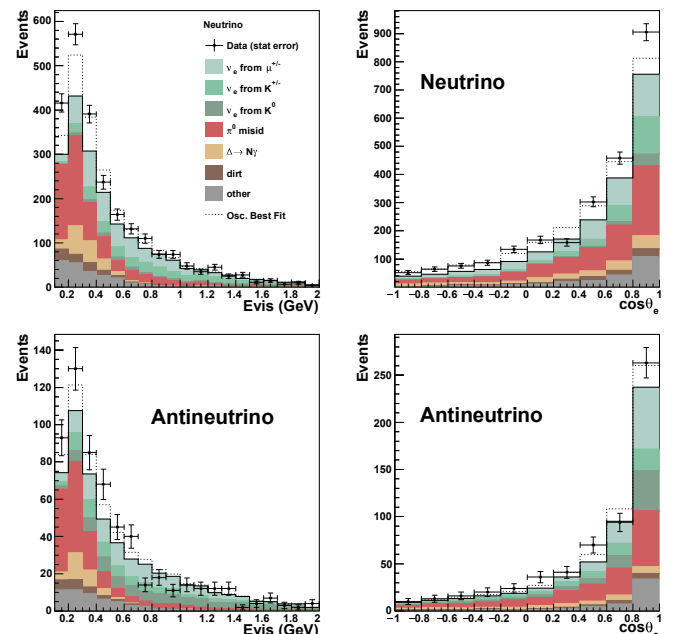 Events
600
500
400
300
200
100
0
0.2 0.4 0.6 0.8 1 1.2 1.4 1.6 1.8 2
Evis (GeV)
Neutrino
Data (stat error)
ν e from μ+/-
ν e from K+/-
ν e from K0
π0 misid
Δ→ Nγ
dirt
other
Osc. Best Fit
Events
900
800
700
600
500
400
300
200
100
−1 −0.8 −0.6 −0.4 −0.2 0 0.2 0.4 0.6 0.8 1
cosθe
Neutrino
Events
140
120
100
80
60
40
20
0
0.2 0.4 0.6 0.8 1 1.2 1.4 1.6 1.8 2
Evis (GeV)
Antineutrino
Events
250
200
150
100
50
0
−1 −0.8 −0.6 −0.4 −0.2 0 0.2 0.4 0.6 0.8 1
cosθe
Antineutrino